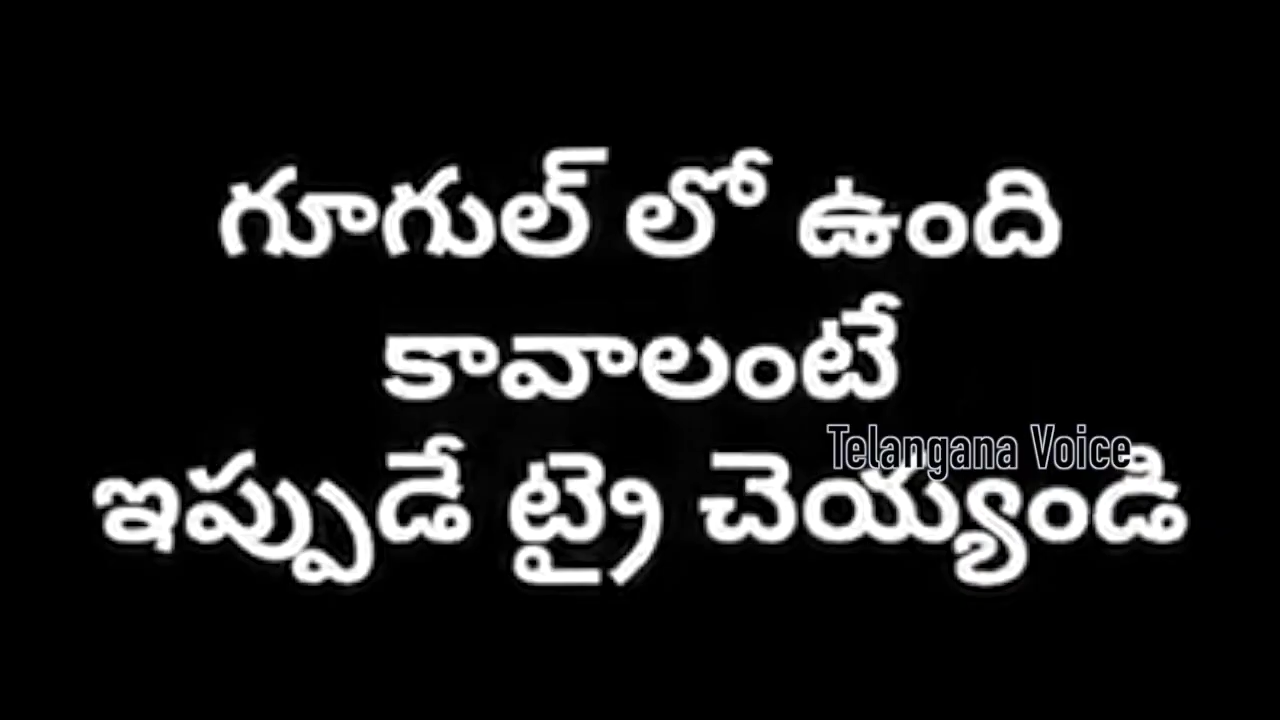 గూగుల్ లో ఉంది
కావాలంటే
Telangana Voice
ఇప్పుడే ట్రై చెయ్యండి